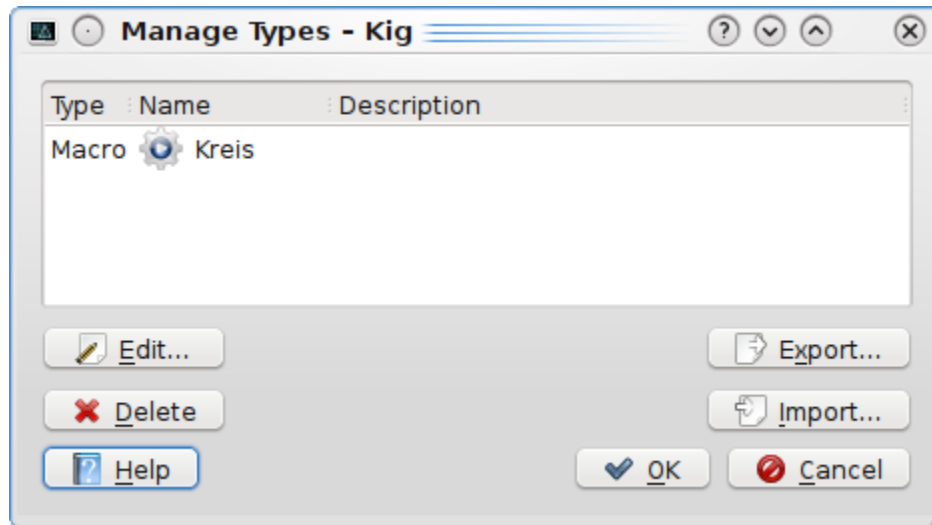 Manage Types – Kig
Type Name Description
Macro Kreis
Edit... Export...
Delete Import...
Help OK Cancel